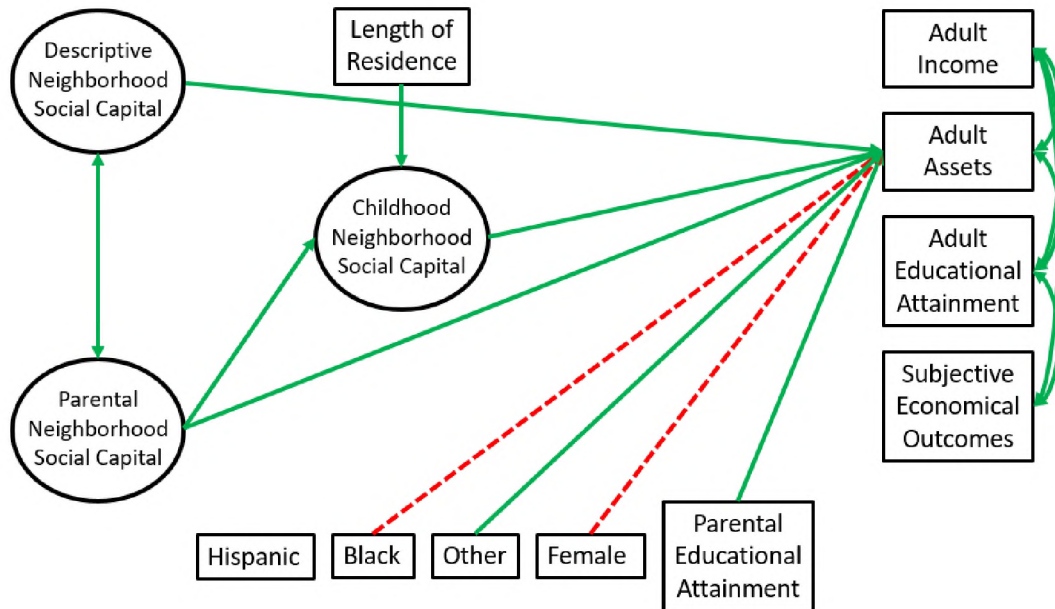 Descriptive
Neighborhood
Social Capital
Length of
Residence
Adult
Income
Adult
Assets
Childhood
Neighborhood
Social Capital
Adult
Educational
Attainment
Parental
Neighborhood
Social Capital
Subjective
Economical
Outcomes
Hispanic
Black
Other
Female
Parental
Educational
Attainment